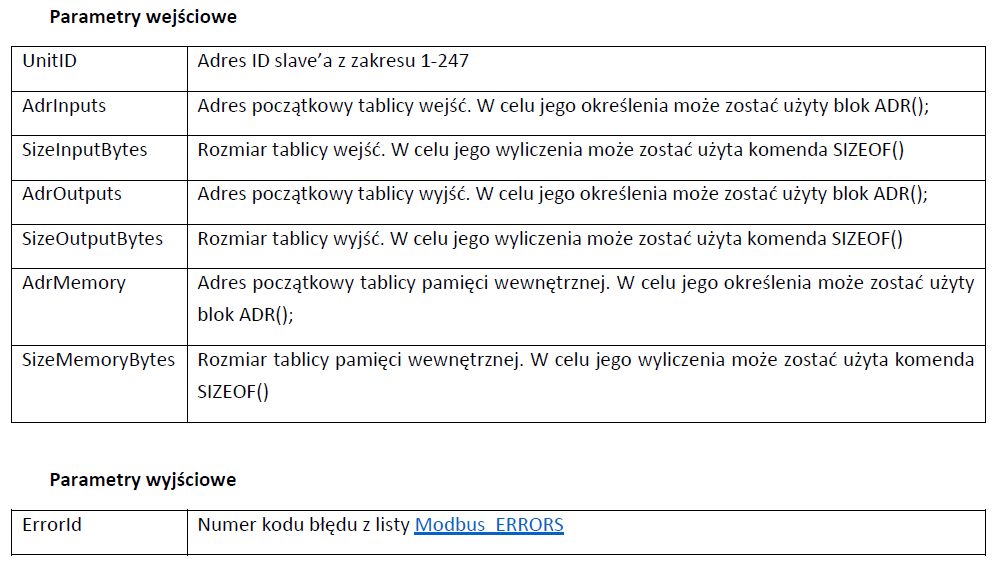 Parametry wejściowe
UnitID Adres ID slave’a z zakresu 1-247
AdrInputs Adres początkowy tablicy wejść. W celu jego określenia może zostać użyty blok ADR();
SizeInputBytes Rozmiar tablicy wejść. W celu jego wyliczenia może zostać użyta komenda SIZEOF()
AdrOutputs Adres początkowy tablicy wyjść. W celu jego określenia może zostać użyty blok ADR();
SizeOutputBytes Rozmiar tablicy wyjść. W celu jego wyliczenia może zostać użyta komenda SIZEOF()
AdrMemory Adres początkowy tablicy pamięci wewnętrznej. W celu jego określenia może zostać użyty
blok ADR();
SizeMemoryBytes Rozmiar tablicy pamięci wewnętrznej. W celu jego wyliczenia może zostać użyta komenda
SIZEOF()
Parametry wyjściowe
ErrorId Numer kodu błędu z listy Modbus_ERRORS